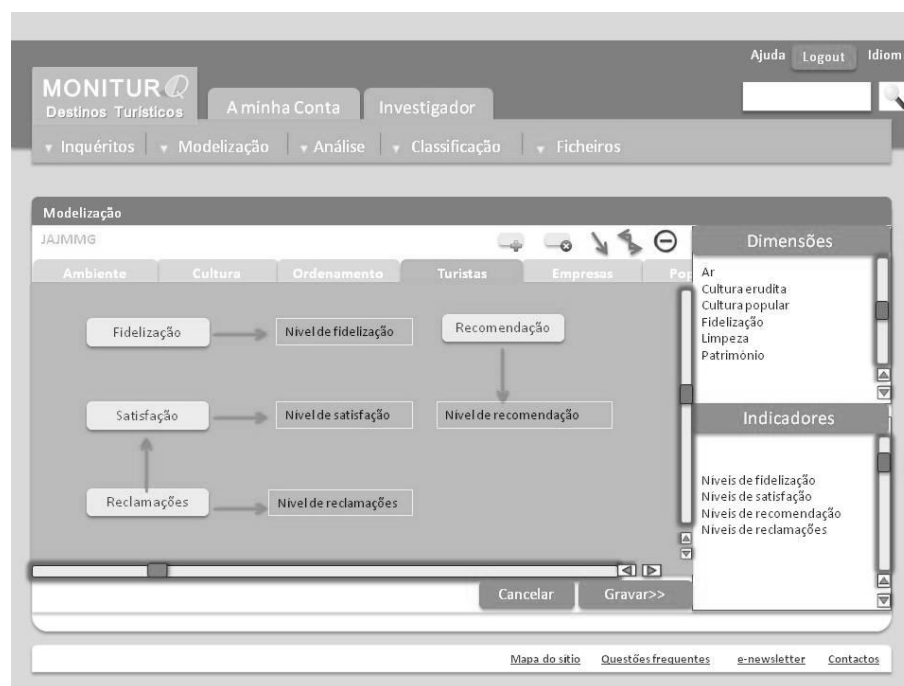 Ajuda Logout Idiom
MONITUR Q
Destinos Turísticos
A minha Conta Investigador
Inquéritos Modelização Análise Classificação Ficheiros
Modelização
JAJMMG
Dimensões
Ambiente Cultura Ordenamento Turistas Empresas Pop
Ar
Cultura erudita
Cultura popular
Fidelização
Limpeza
Património
Fidelização Nível de fidelização Recomendação
Satisfação Nível de satisfação Nível de recomendação
Reclamações Nível de reclamações
Indicadores
Níveis de fidelização
Níveis de satisfação
Níveis de recomendação
Níveis de reclamações
Cancelar Gravar>>
Mapa do sítio Questões frequentes e-newsletter Contactos